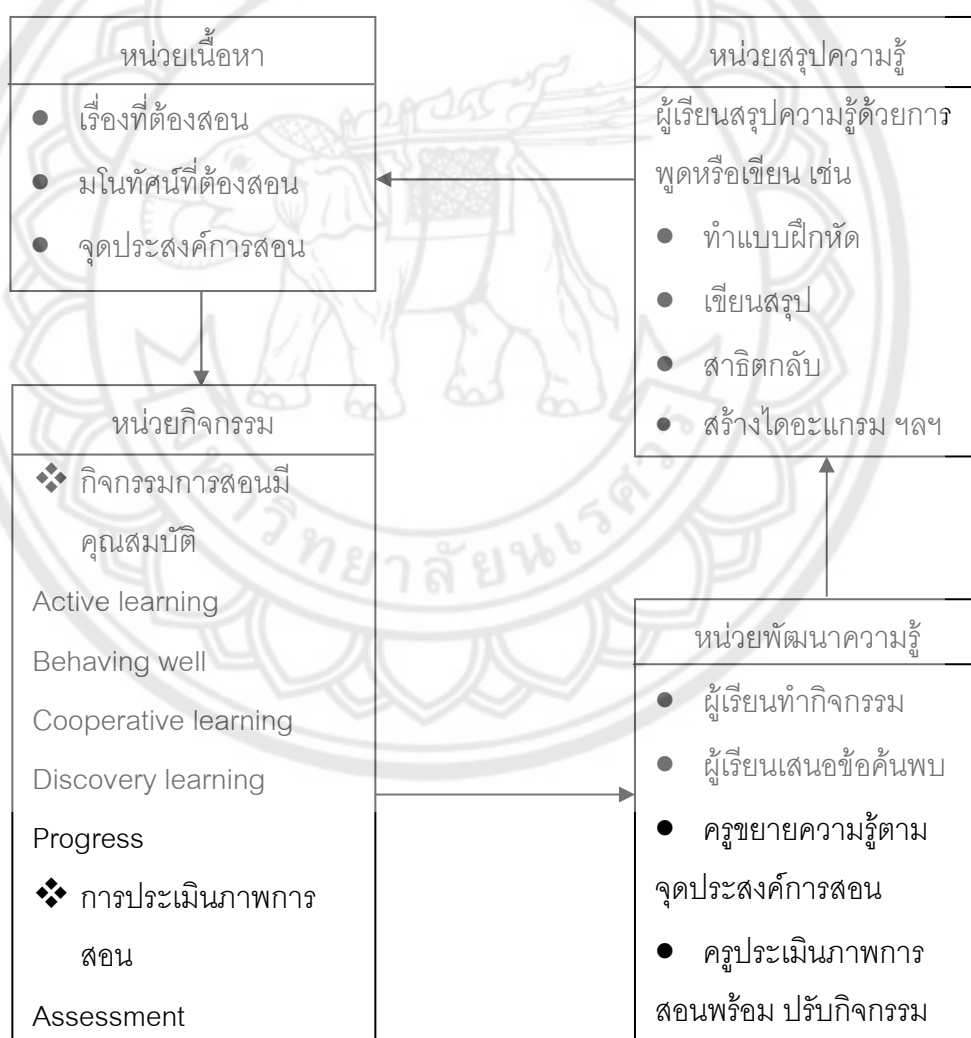 หน่วยเนื้อหา
● เรื่องที่ต้องสอน
● มโนทัศน์ที่ต้องสอน
● จุดประสงค์การสอน
หน่วยกิจกรรม
❖ กิจกรรมการสอนมี
คุณสมบัติ
Active learning
Behaving well
Cooperative learning
Discovery learning
Progress
❖ การประเมินภาพการ
สอน
Assessment
หน่วยสรุปความรู้
ผู้เรียนสรุปความรู้ด้วยการ
พูดหรือเขียน เช่น
● ทำแบบฝึกหัด
● เขียนสรุป
● สาธิตกลับ
● สร้างไดอะแกรม ฯลฯ
หน่วยพัฒนาความรู้
● ผู้เรียนทำกิจกรรม
● ผู้เรียนเสนอข้อค้นพบ
● ครูขยายความรู้ตาม
จุดประสงค์การสอน
● ครูประเมินภาพการ
สอนพร้อม ปรับกิจกรรม